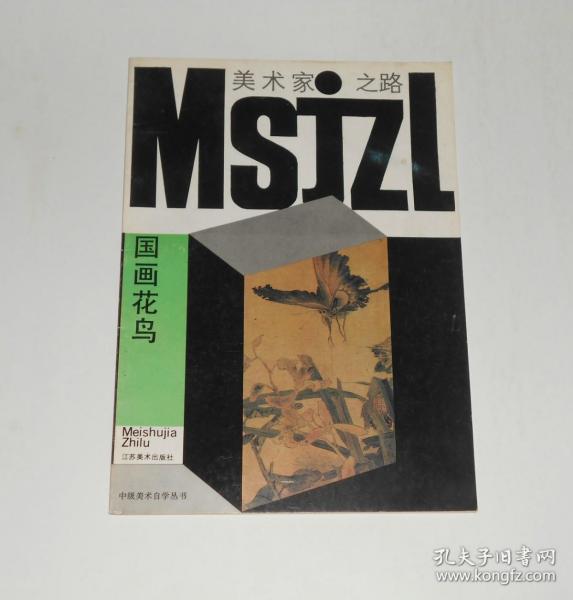 美术家之路
MsjzL
国画花鸟
Meishujia
Zhilu
江苏美术出版社
中级美术自学丛书
孔夫子旧书网
www.kongfz.com